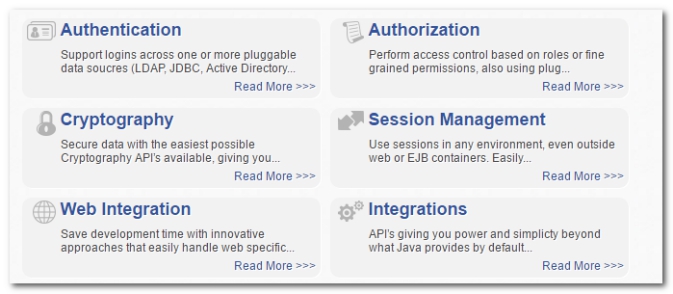 Authentication
Support logins across one or more pluggable
data soucres (LDAP, JDBC, Active Directory...
Read More >>>
Authorization
Perform access control based on roles or fine
grained permissions, also using plug...
Read More >>>
Cryptography
Secure data with the easiest possible
Cryptography API's available, giving you...
Read More >>>
Session Management
Use sessions in any environment, even outside
web or EJB containers. Easily...
Read More >>>
Web Integration
Save development time with innovative
approaches that easily handle web specific...
Read More >>>
Integrations
API's giving you power and simplicty beyond
what Java provides by default...
Read More >>>